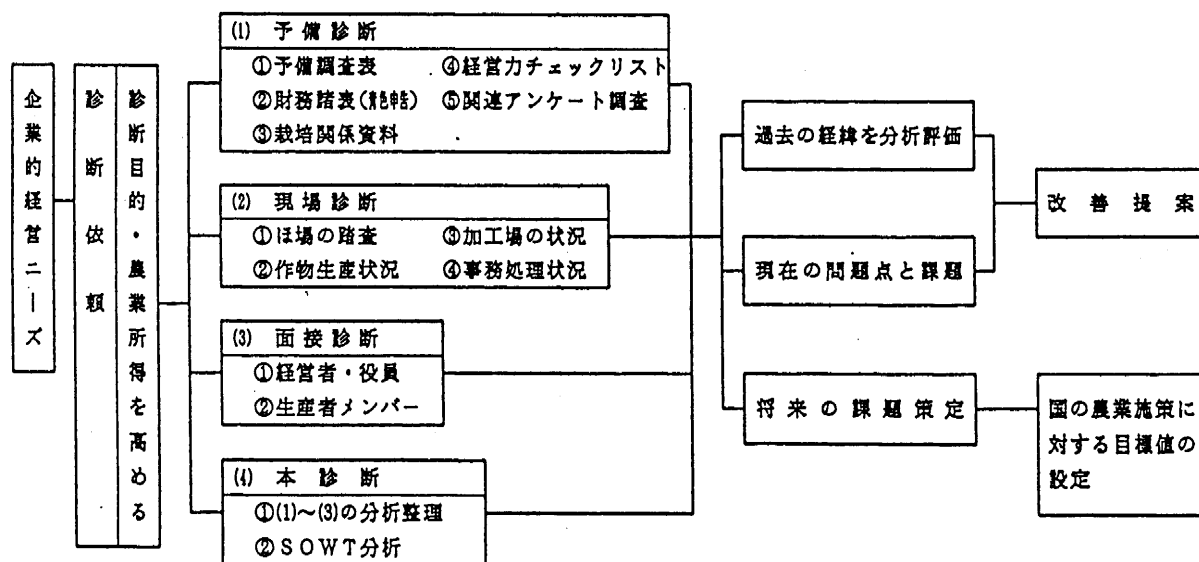 企業的経営ニーズ
診断依頼
診断目的・農業所得を高める
(1) 予備診断
①予備調査表 ④経営力チェックリスト
②財務諸表(青色申告) ⑤関連アンケート調査
③栽培関係資料
(2) 現場診断
①ほ場の踏査 ③加工場の状況
②作物生産状況 ④事務処理状況
(3) 面接診断
①経営者・役員
②生産者メンバー
(4) 本診断
①(1)~(3)の分析整理
②SOWT分析
過去の経緯を分析評価
現在の問題点と課題
将来の課題策定
改善提案
国の農業施策に
対する目標値の
設定